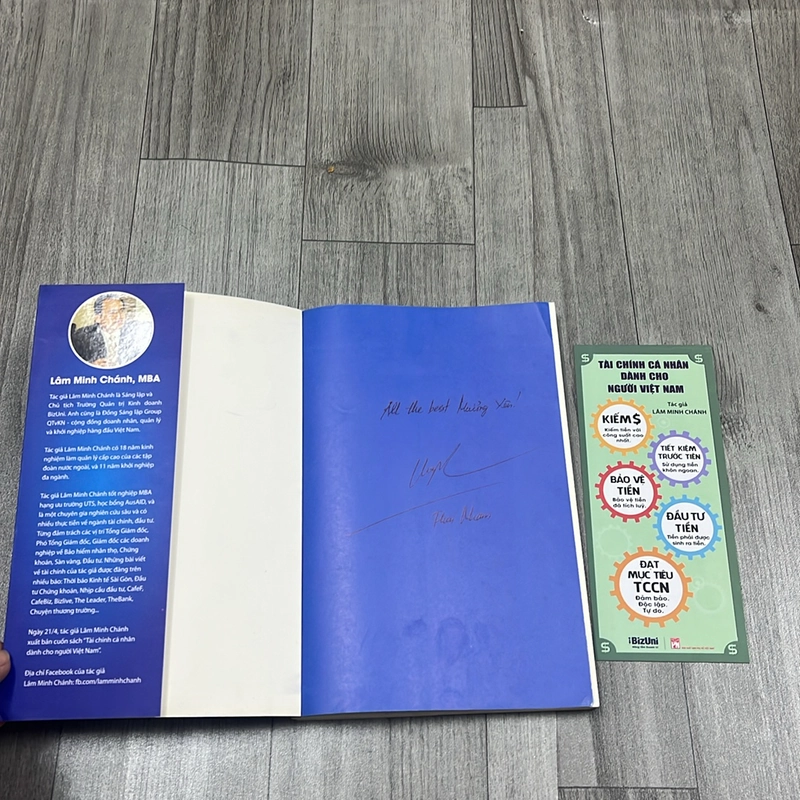 Lâm Minh Chánh, MBA
Tác giả Lâm Minh Chánh là Sáng lập và
Chủ tịch Trường Quản trị Kinh doanh
BizUni. Anh cũng là Đồng Sáng lập Group
QTvKN - cộng đồng doanh nhân, quản lý
và khởi nghiệp hàng đầu Việt Nam.
Tác giả Lâm Minh Chánh có 18 năm kinh
nghiệm làm quản lý cấp cao của các tập
đoàn nước ngoài, và 11 năm khởi nghiệp
đa ngành.
Tác giả Lâm Minh Chánh tốt nghiệp MBA
hạng ưu trường UTS, học bổng AusAID, và
là một chuyên gia nghiên cứu sâu và có
nhiều thực tiễn về ngành tài chính, đầu tư.
Từng đảm trách các vị trí Tổng Giám đốc,
Phó Tổng Giám đốc, Giám đốc các doanh
nghiệp về Bảo hiểm nhân thọ, Chứng
khoán, Sàn vàng, Đầu tư. Những bài viết
về tài chính của tác giả được đăng trên
nhiều báo: Thời báo Kinh tế Sài Gòn, Đầu
tư Chứng khoán, Nhịp cầu đầu tư, CafeF,
CafeBiz, Bizlive, The Leader, TheBank,
Chuyện thương trường...
Ngày 21/4, tác giả Lâm Minh Chánh
xuất bản cuốn sách "Tài chính cá nhân
dành cho người Việt Nam".
Địa chỉ Facebook của tác giả
Lâm Minh Chánh: fb.com/lamminhchanh
All the best
TÀI CHÍNH CÁ NHÂN
DÀNH CHO
NGƯỜI VIỆT NAM
Tác giả
LÂM MINH CHÁNH
KIẾM $
Kiếm tiền với
công suất cao
nhất.
TIẾT KIỆM
TRƯỚC TIÊN
Sử dụng tiền
khôn ngoan.
BẢO VỆ
TIỀN
Bảo vệ tiền
đã tích luỹ.
ĐẦU TƯ
TIỀN
Tiền phải được
sinh ra tiền.
ĐẠT
MỤC TIÊU
TCCN
Đảm bảo.
Độc lập.
Tự do.
BizUni